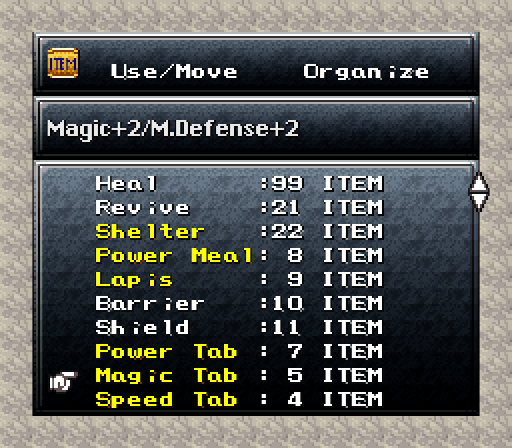 ITEM Use/Move Organize
Magic+2/M.Defense+2
Heal :99 ITEM
Revive :21 ITEM
Shelter :22 ITEM
Power Meal: 8 ITEM
Lapis : 9 ITEM
Barrier :10 ITEM
Shield :11 ITEM
Power Tab : 7 ITEM
Magic Tab : 5 ITEM
Speed Tab : 4 ITEM